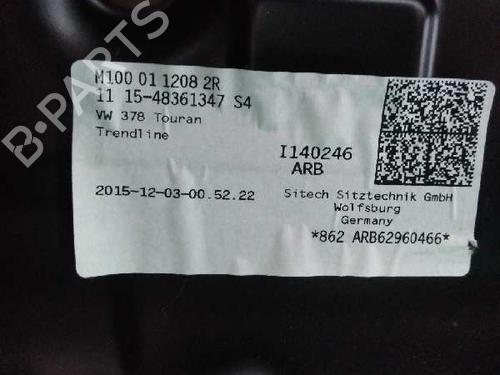 B-PARTS
M100 01 1208 2R
11 15-48361347 S4
VW 378 Touran
Trendline
I140246
ARB
2015-12-03-00.52.22
Sitech Sitztechnik GmbH
Wolfsburg
Germany
*862 ARB62960466*